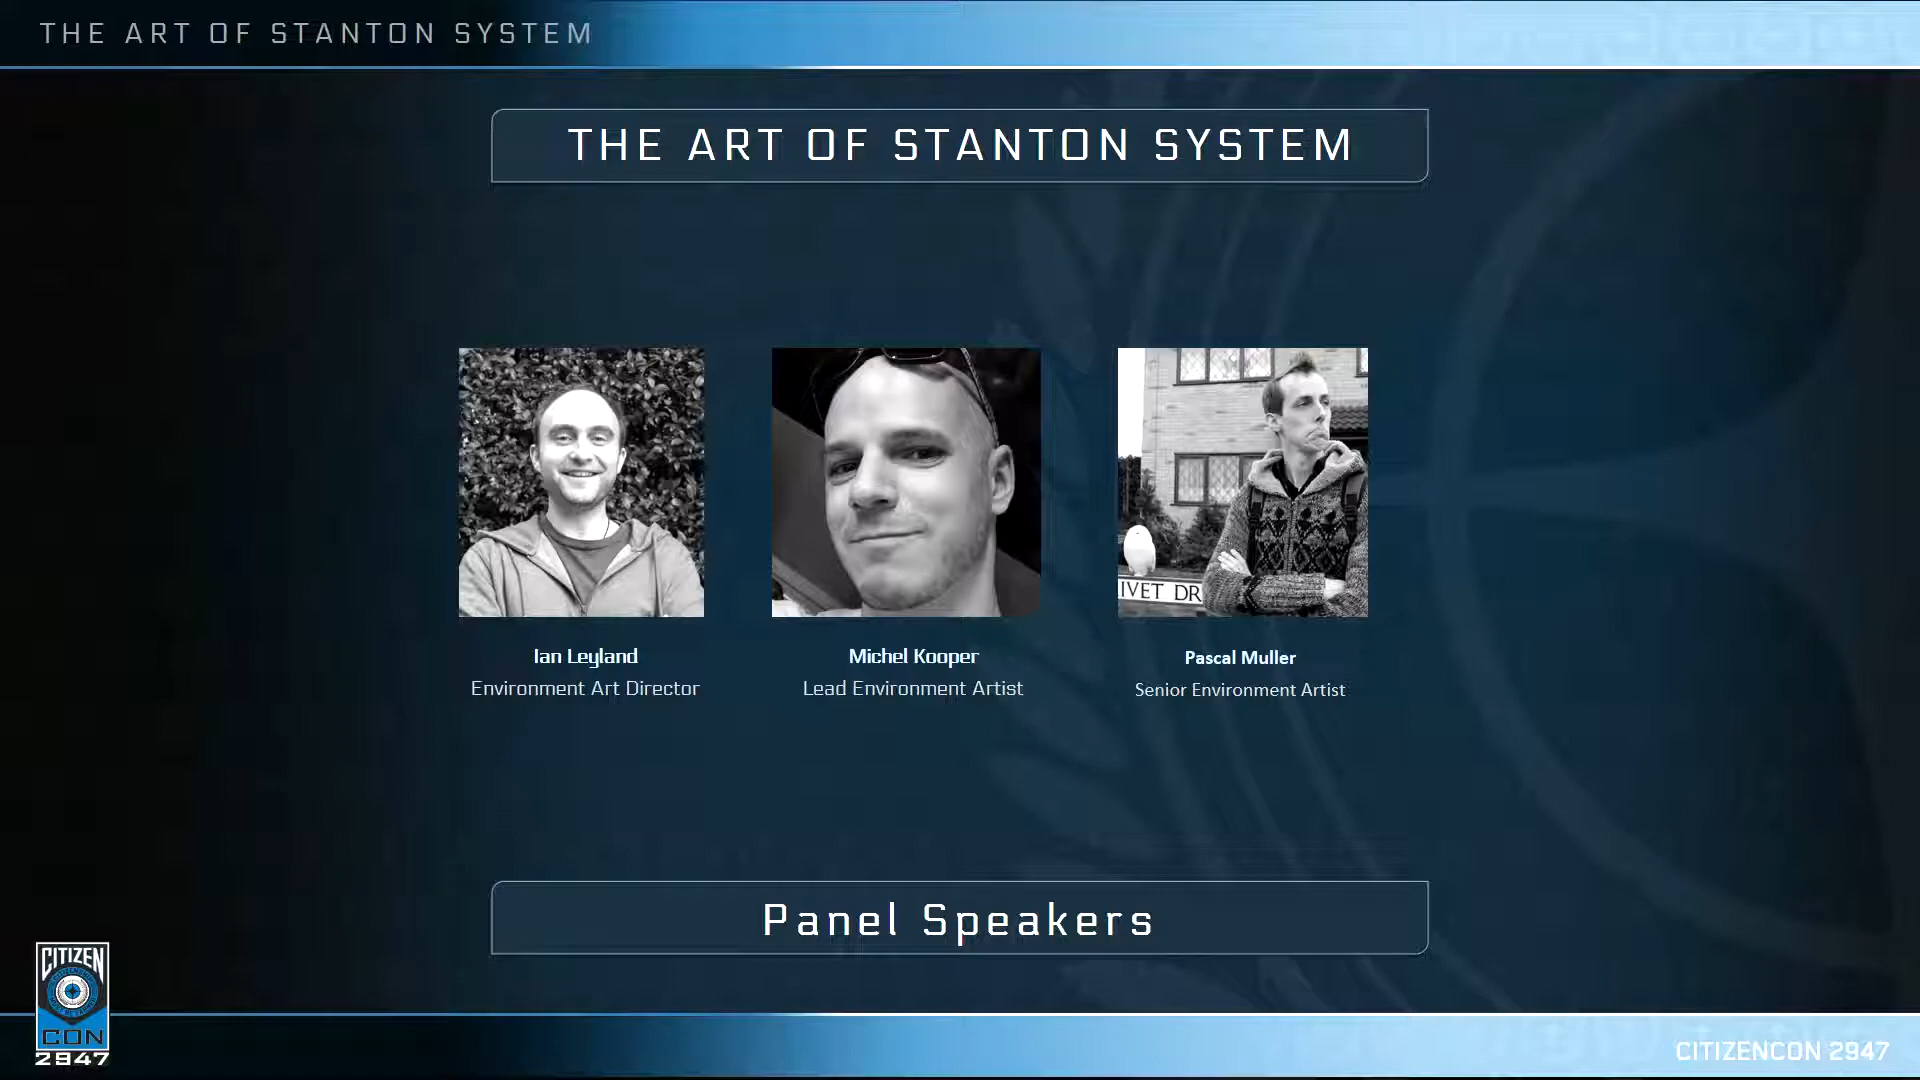 THE ART OF STANTON SYSTEM
THE ART OF STANTON SYSTEM
IVET DR
Ian Leyland
Environment Art Director
Michel Kooper
Lead Environment Artist
Pascal Muller
Senior Environment Artist
Panel Speakers
CITIZEN
CON
2947
CITIZENCON 2947